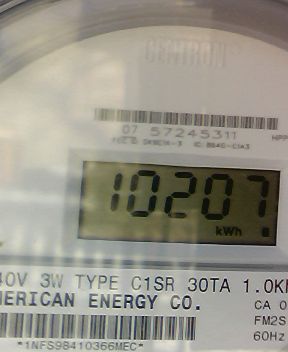 CENTRON
07 57245311
10207
kWh
40V 3W TYPE C1SR 30TA 1.0K
MERICAN ENERGY CO.
CA 0
FM2S
60Hz
*1NFS98410366MEC*